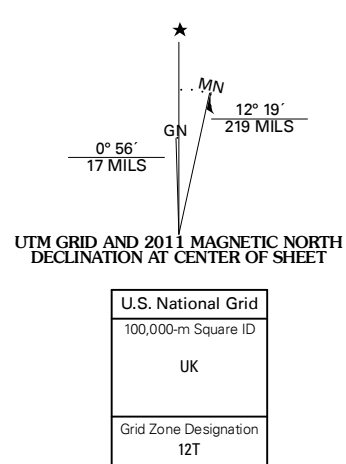 ★
MN
GN
12° 19´
219 MILS
0° 56´
17 MILS
UTM GRID AND 2011 MAGNETIC NORTH
DECLINATION AT CENTER OF SHEET
U.S. National Grid
100,000-m Square ID
UK
Grid Zone Designation
12T